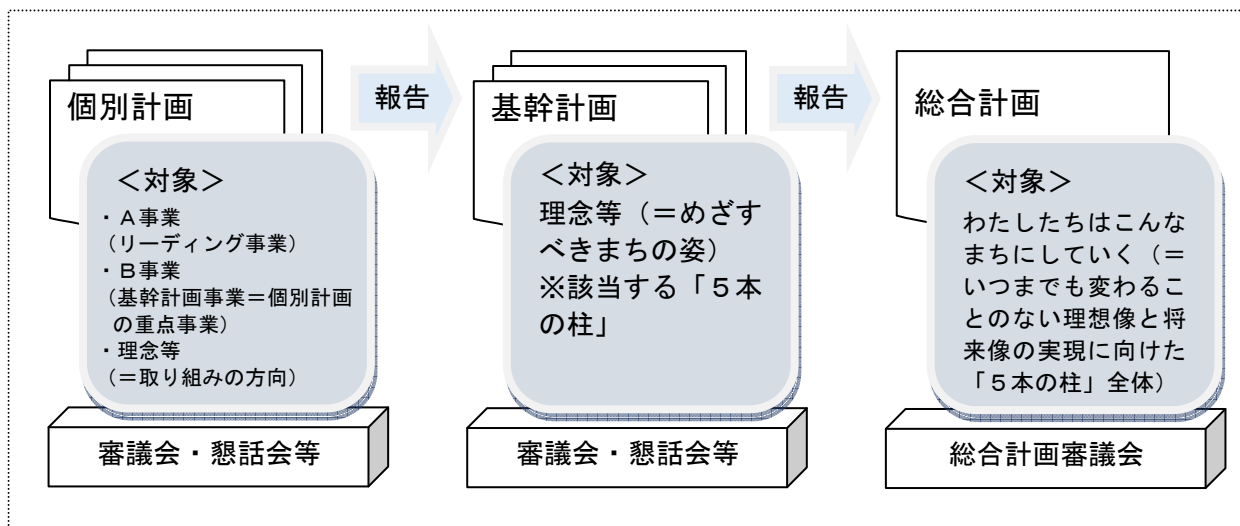 個別計画
＜対象＞
・Ａ事業
（リーディング事業）
・Ｂ事業
（基幹計画事業＝個別計画
の重点事業）
・理念等
（＝取り組みの方向）
審議会・懇話会等
報告
基幹計画
＜対象＞
理念等（＝めざす
べきまちの姿）
※該当する「５本
の柱」
審議会・懇話会等
報告
総合計画
＜対象＞
わたしたちはこんな
まちにしていく（＝
いつまでも変わるこ
とのない理想像と将
来像の実現に向けた
「５本の柱」全体）
総合計画審議会